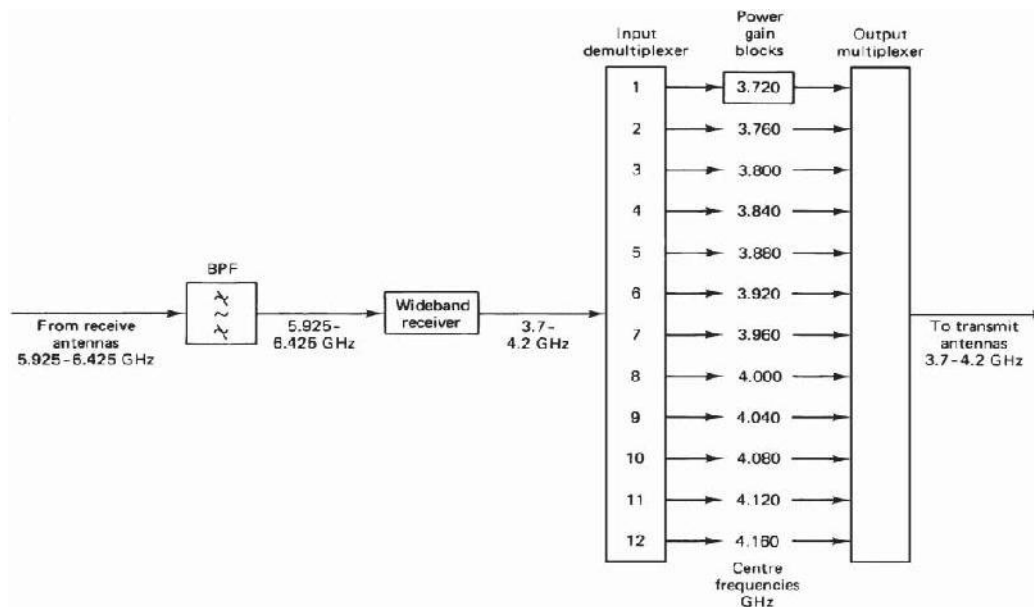 Input
demultiplexer
Power
gain
blocks
Output
multiplexer
1
3.720
2
3.760
3
3.800
4
3.840
5
3.880
BPF
6
3.920
Wideband
receiver
From receive
antennas
5.925–6.425 GHz
5.925–
6.425 GHz
3.7–
4.2 GHz
7
3.960
To transmit
antennas
3.7–4.2 GHz
8
4.000
9
4.040
10
4.080
11
4.120
12
4.160
Centre
frequencies
GHz